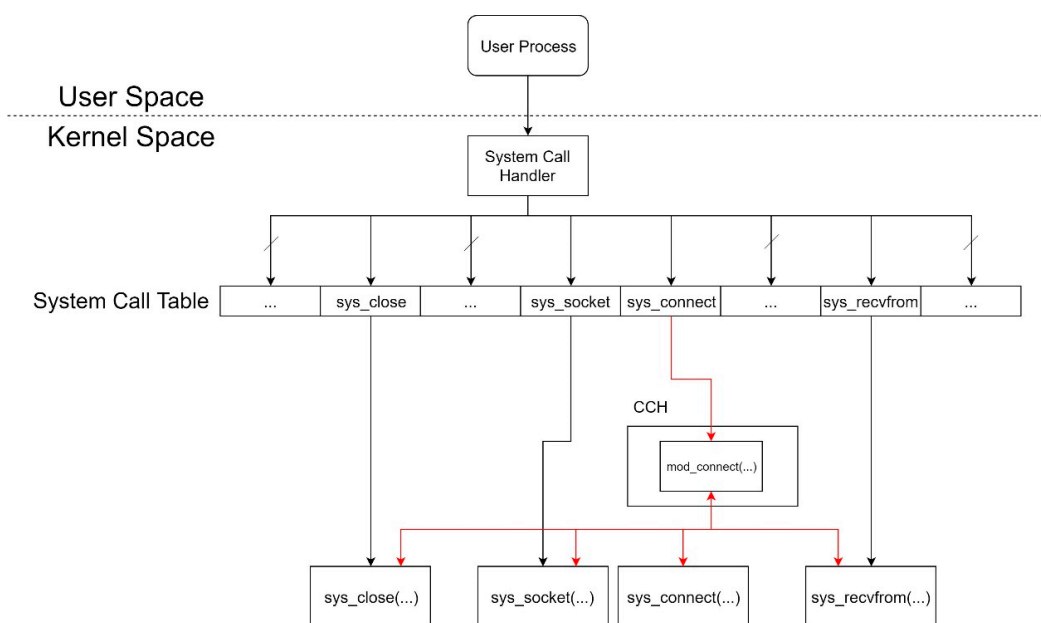 User Process
User Space
Kernel Space
System Call
Handler
System Call Table
...
sys_close
...
sys_socket
sys_connect
...
sys_recvfrom
...
CCH
mod_connect(...)
sys_close(...)
sys_socket(...)
sys_connect(...)
sys_recvfrom(...)